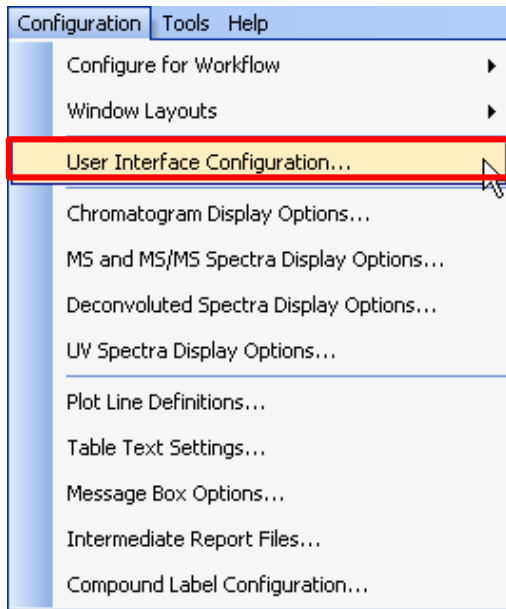 Configuration Tools Help
Configure for Workflow
Window Layouts
User Interface Configuration...
Chromatogram Display Options...
MS and MS/MS Spectra Display Options...
Deconvoluted Spectra Display Options...
UV Spectra Display Options...
Plot Line Definitions...
Table Text Settings...
Message Box Options...
Intermediate Report Files...
Compound Label Configuration...